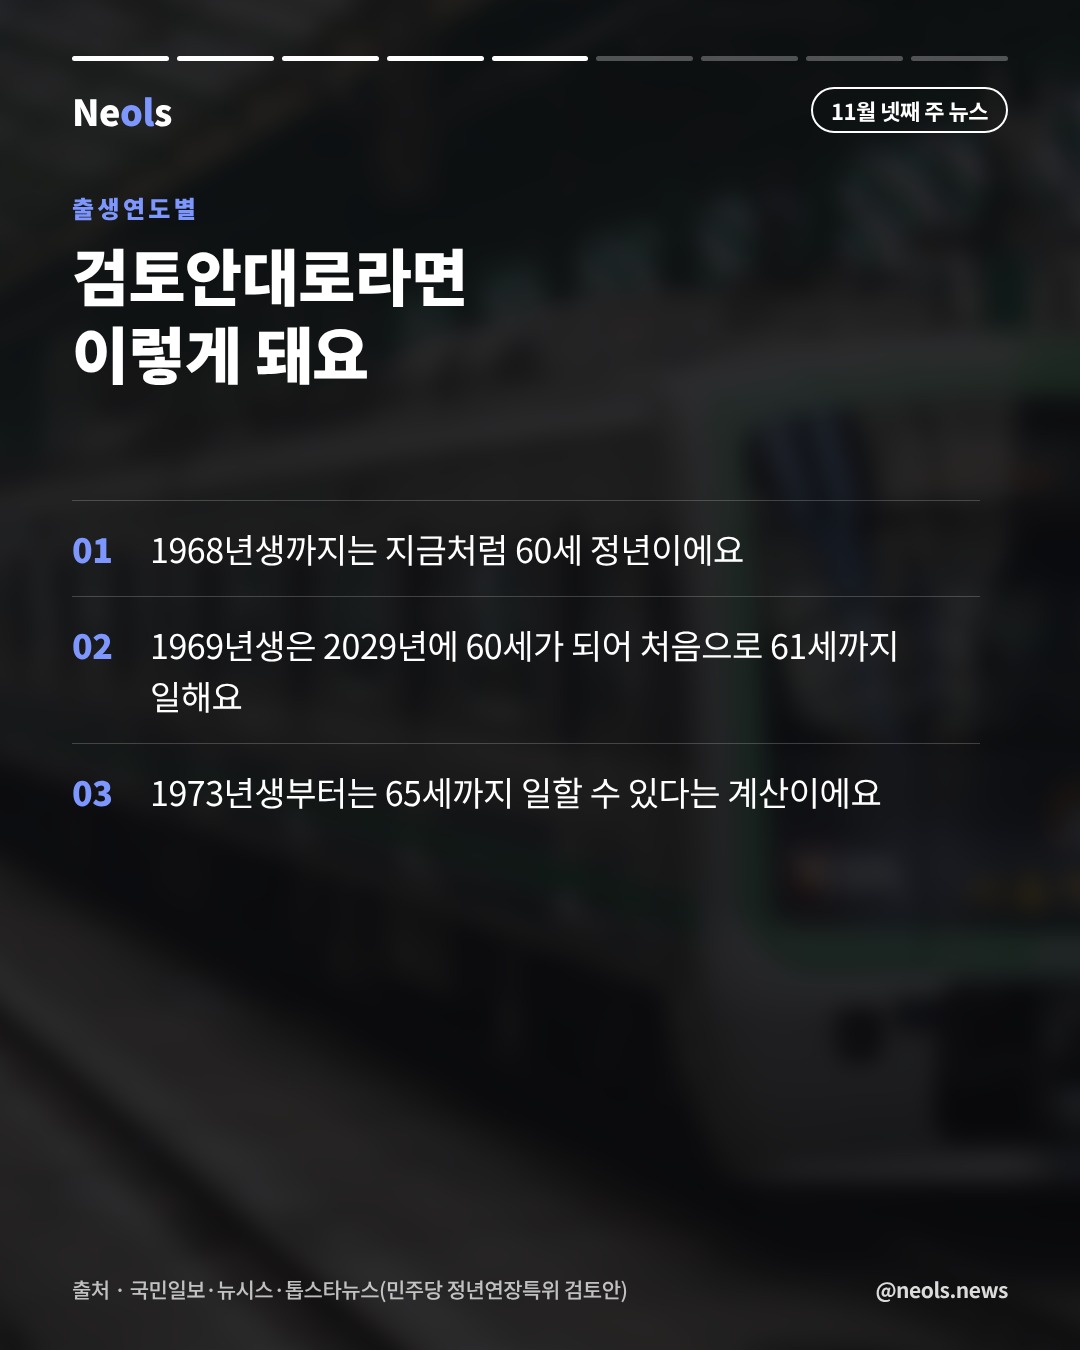 Neols
11월 넷째 주 뉴스
출생연도별
검토안대로라면
이렇게 돼요
01 1968년생까지는 지금처럼 60세 정년이에요
02 1969년생은 2029년에 60세가 되어 처음으로 61세까지
일해요
03 1973년생부터는 65세까지 일할 수 있다는 계산이에요
출처 · 국민일보·뉴시스·톱스타뉴스(민주당 정년연장특위 검토안)
@neols.news